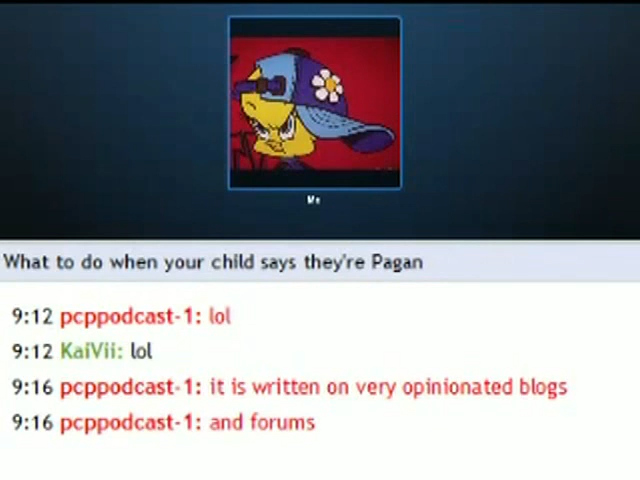 Me
What to do when your child says they're Pagan
9:12 pcppodcast-1: lol
9:12 KaiVii: lol
9:16 pcppodcast-1: it is written on very opinionated blogs
9:16 pcppodcast-1: and forums